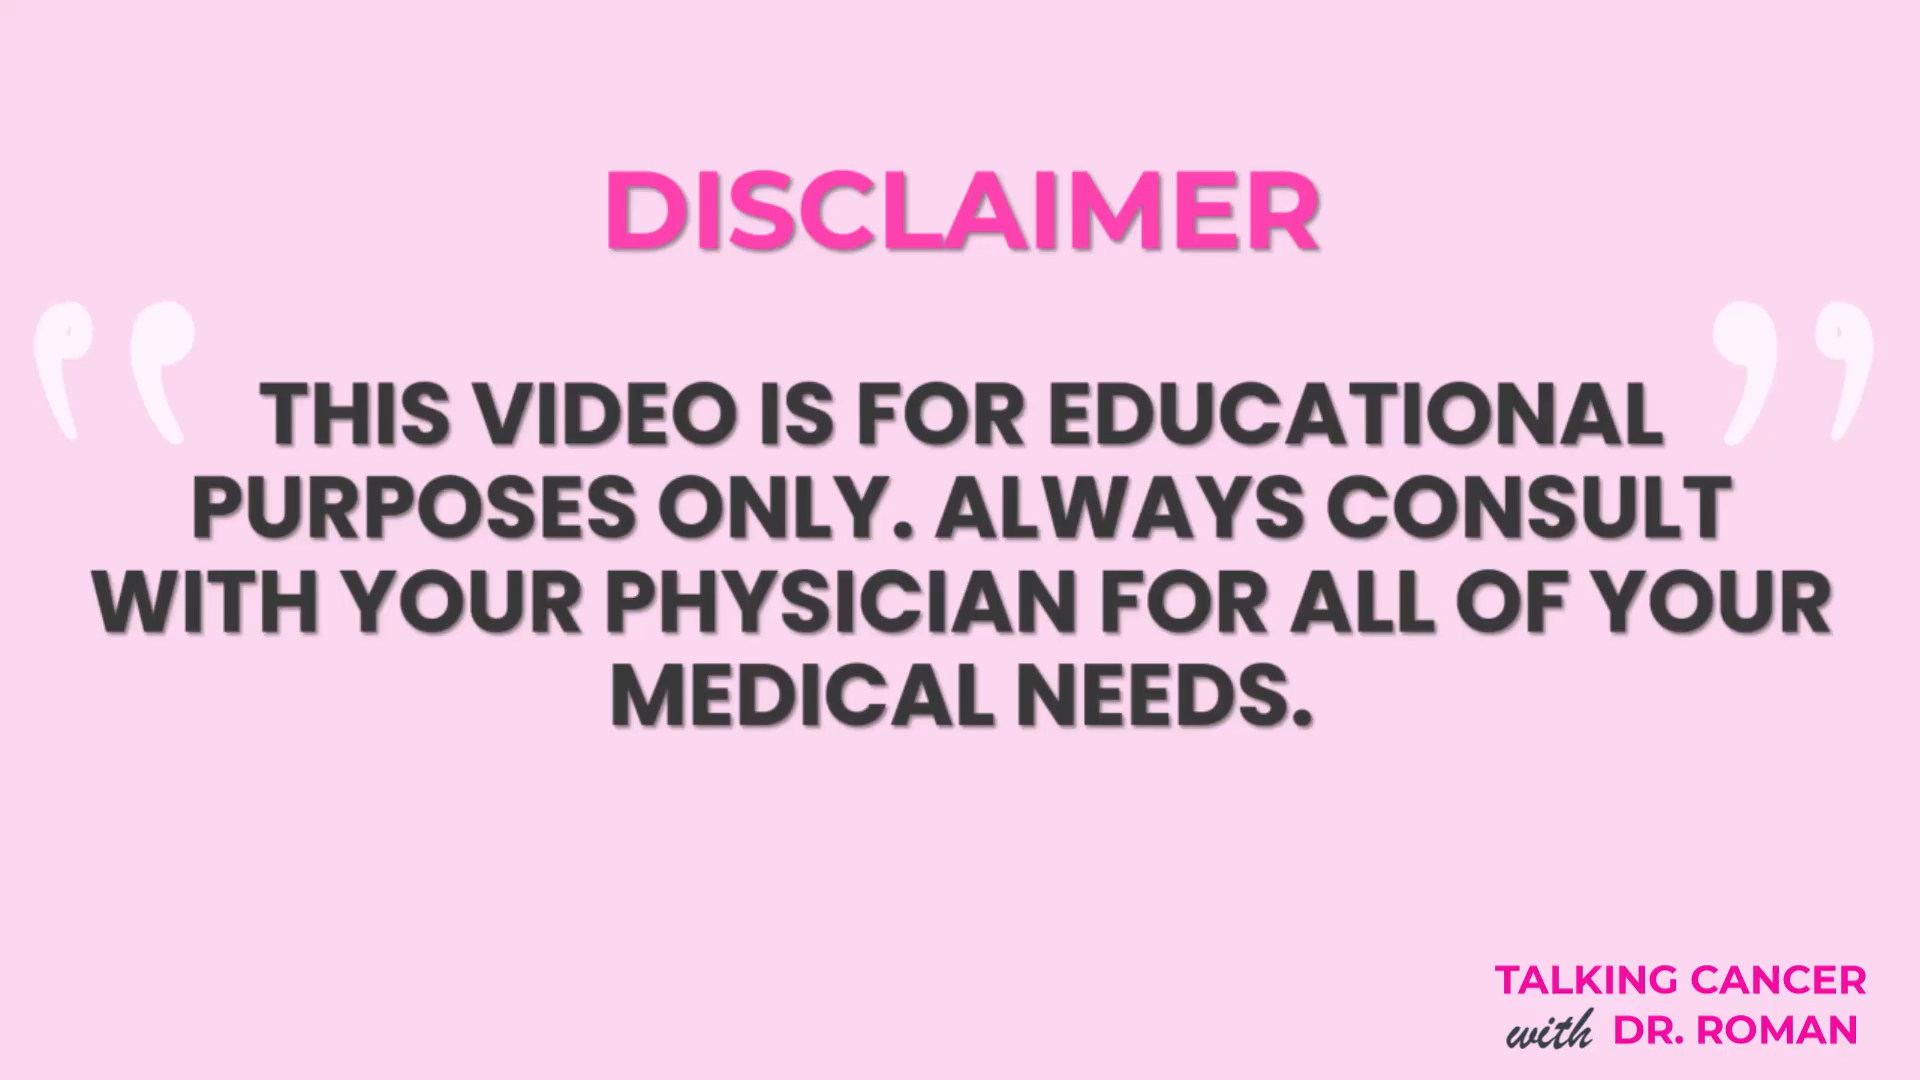 DISCLAIMER
THIS VIDEO IS FOR EDUCATIONAL
PURPOSES ONLY. ALWAYS CONSULT
WITH YOUR PHYSICIAN FOR ALL OF YOUR
MEDICAL NEEDS.
TALKING CANCER
with DR. ROMAN